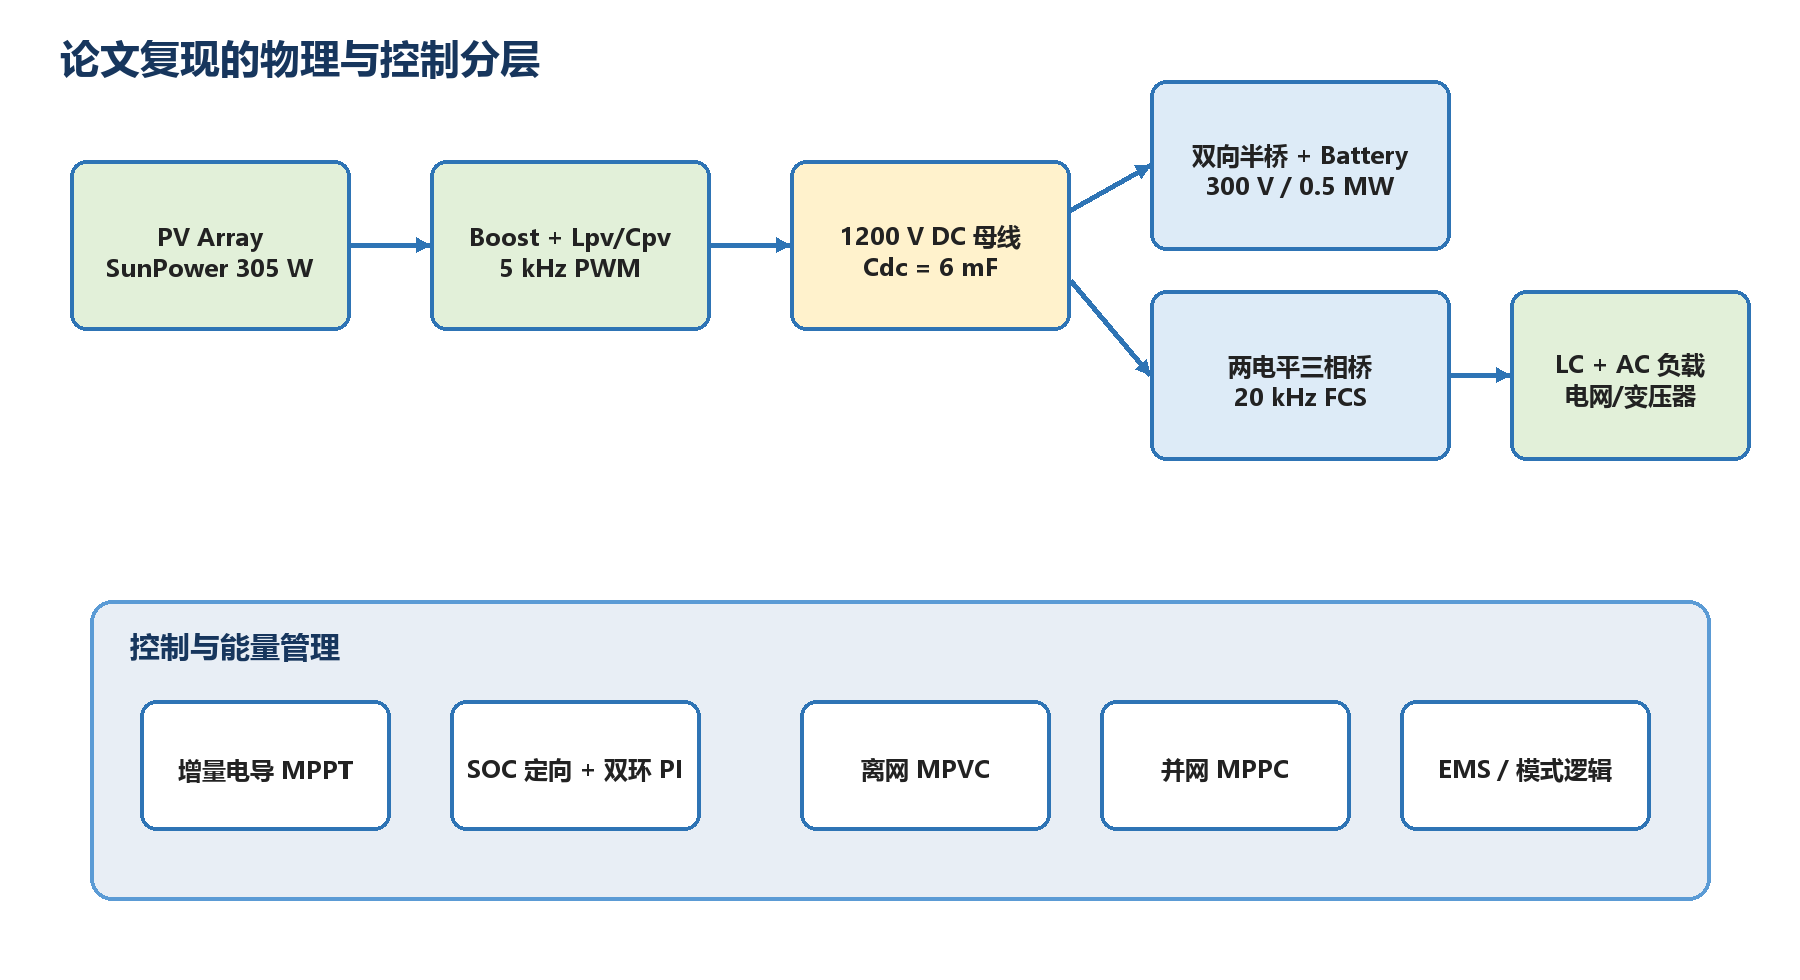 论文复现的物理与控制分层
PV Array
SunPower 305 W
Boost + Lpv/Cpv
5 kHz PWM
1200 V DC 母线
Cdc = 6 mF
双向半桥 + Battery
300 V / 0.5 MW
两电平三相桥
20 kHz FCS
LC + AC 负载
电网/变压器
控制与能量管理
增量电导 MPPT
SOC 定向 + 双环 PI
离网 MPVC
并网 MPPC
EMS / 模式逻辑